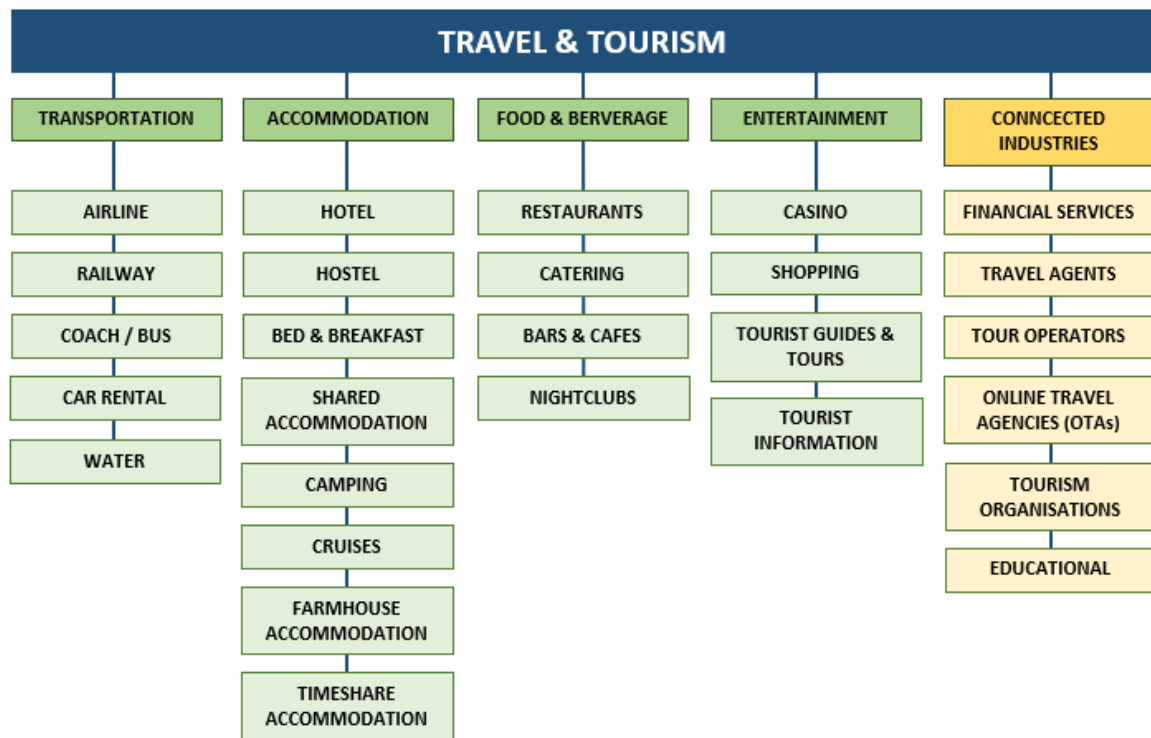 TRAVEL & TOURISM
TRANSPORTATION
AIRLINE
RAILWAY
COACH / BUS
CAR RENTAL
WATER
ACCOMMODATION
HOTEL
HOSTEL
BED & BREAKFAST
SHARED
ACCOMMODATION
CAMPING
CRUISES
FARMHOUSE
ACCOMMODATION
TIMESHARE
ACCOMMODATION
FOOD & BERVERAGE
RESTAURANTS
CATERING
BARS & CAFES
NIGHTCLUBS
ENTERTAINMENT
CASINO
SHOPPING
TOURIST GUIDES &
TOURS
TOURIST
INFORMATION
CONNCECTED
INDUSTRIES
FINANCIAL SERVICES
TRAVEL AGENTS
TOUR OPERATORS
ONLINE TRAVEL
AGENCIES (OTAs)
TOURISM
ORGANISATIONS
EDUCATIONAL